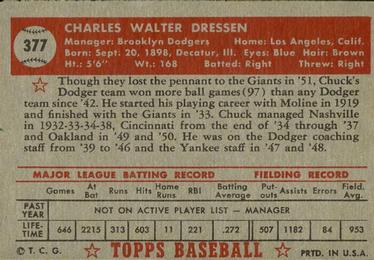 377
CHARLES WALTER DRESSEN
Manager: Brooklyn Dodgers Home: Los Angeles, Calif.
Born: Sept. 20, 1898, Decatur, Ill. Eyes: Blue Hair: Brown
Ht.: 5'6" Wt.: 168 Batted: Right Threw: Right
Though they lost the pennant to the Giants in '51, Chuck's
Dodger team won more ball games (97) than any Dodger
team since '42. He started his playing career with Moline in 1919
and finished with the Giants in '33. Chuck managed Nashville
in 1932-33-34-38, Cincinnati from the end of '34 through '37
and Oakland in '49 and '50. He was on the Dodger coaching
staff from '39 to '46 and the Yankee staff in '47 and '48.
MAJOR LEAGUE BATTING RECORD FIELDING RECORD
Games At Bat Runs Hits Home Runs RBI Batting Average Put-outs Assists Errors Field. Avg.
PAST YEAR NOT ON ACTIVE PLAYER LIST – MANAGER
LIFE-TIME 646 2215 313 603 11 221 .272 507 1182 84 .953
© T. C. G. TOPPS BASEBALL PRTD. IN U.S.A.